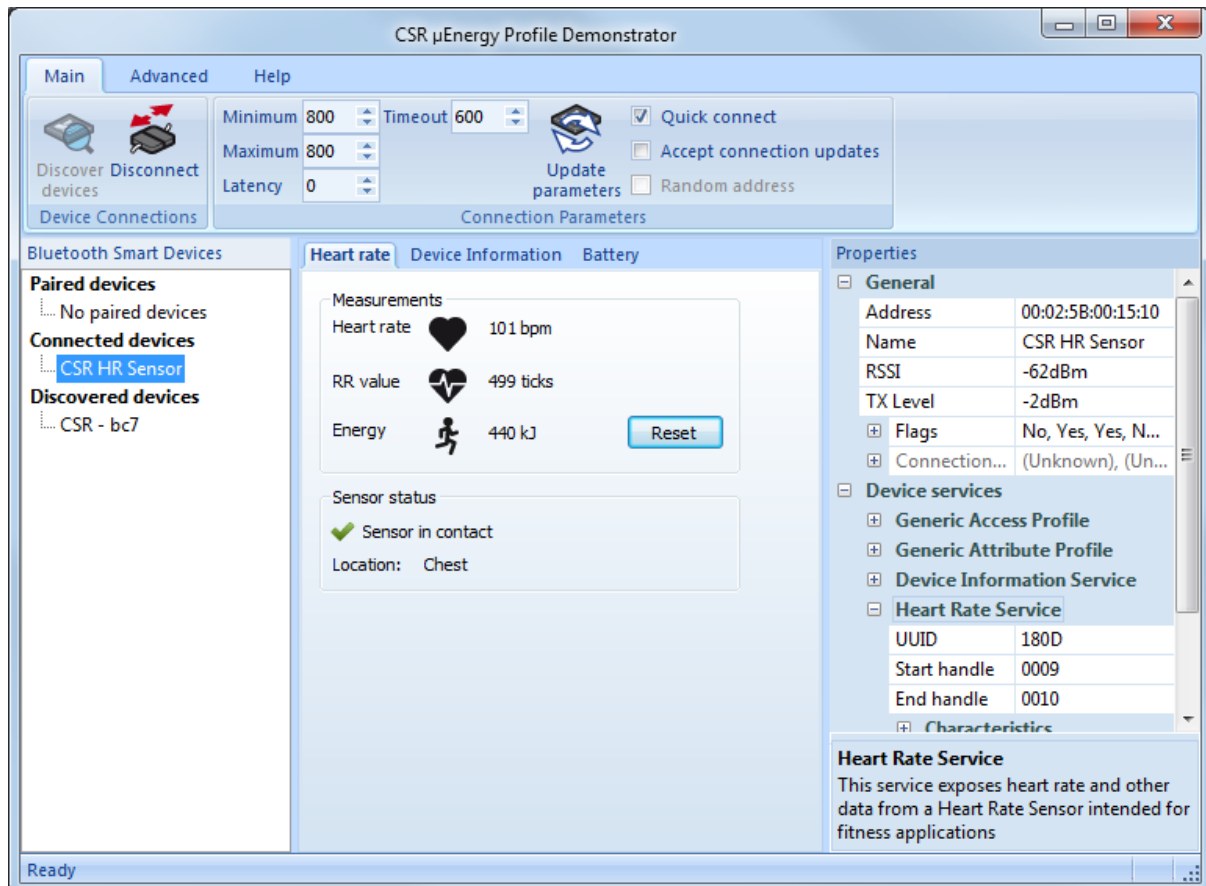 CSR µEnergy Profile Demonstrator
Main Advanced Help
Discover devices
Disconnect
Device Connections
Minimum 800
Maximum 800
Latency 0
Timeout 600
Update parameters
Quick connect
Accept connection updates
Random address
Connection Parameters
Bluetooth Smart Devices
Paired devices
No paired devices
Connected devices
CSR HR Sensor
Discovered devices
CSR - bc7
Heart rate Device Information Battery
Measurements
Heart rate 101 bpm
RR value 499 ticks
Energy 440 kJ Reset
Sensor status
Sensor in contact
Location: Chest
Properties
General
Address 00:02:5B:00:15:10
Name CSR HR Sensor
RSSI -62dBm
TX Level -2dBm
Flags No, Yes, Yes, N...
Connection... (Unknown), (Un...
Device services
Generic Access Profile
Generic Attribute Profile
Device Information Service
Heart Rate Service
UUID 180D
Start handle 0009
End handle 0010
Characteristics
Heart Rate Service
This service exposes heart rate and other
data from a Heart Rate Sensor intended for
fitness applications
Ready